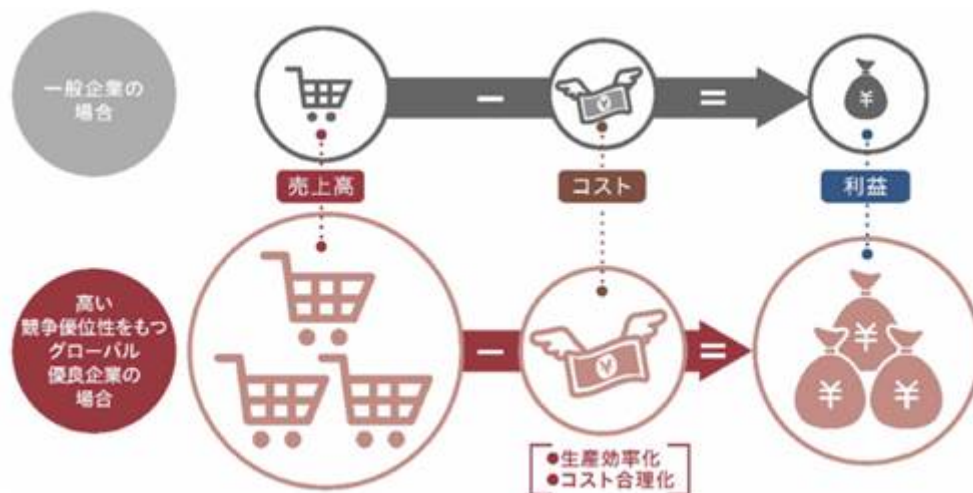 一般企業の
場合
−
=
¥
¥
売上高
コスト
利益
高い
競争優位性をもつ
グローバル
優良企業の
場合
−
¥
=
¥
¥
¥
●生産効率化
●コスト合理化